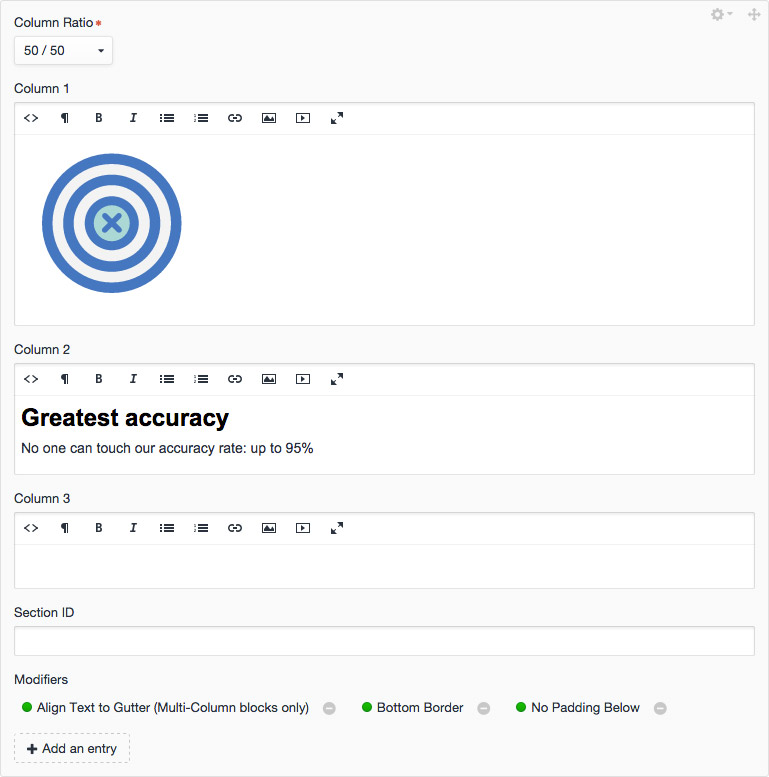 Column Ratio*
50 / 50
Column 1
<> ¶ B I
Column 2
<> ¶ B I
Greatest accuracy
No one can touch our accuracy rate: up to 95%
Column 3
<> ¶ B I
Section ID
Modifiers
Align Text to Gutter (Multi-Column blocks only) Bottom Border No Padding Below
+ Add an entry